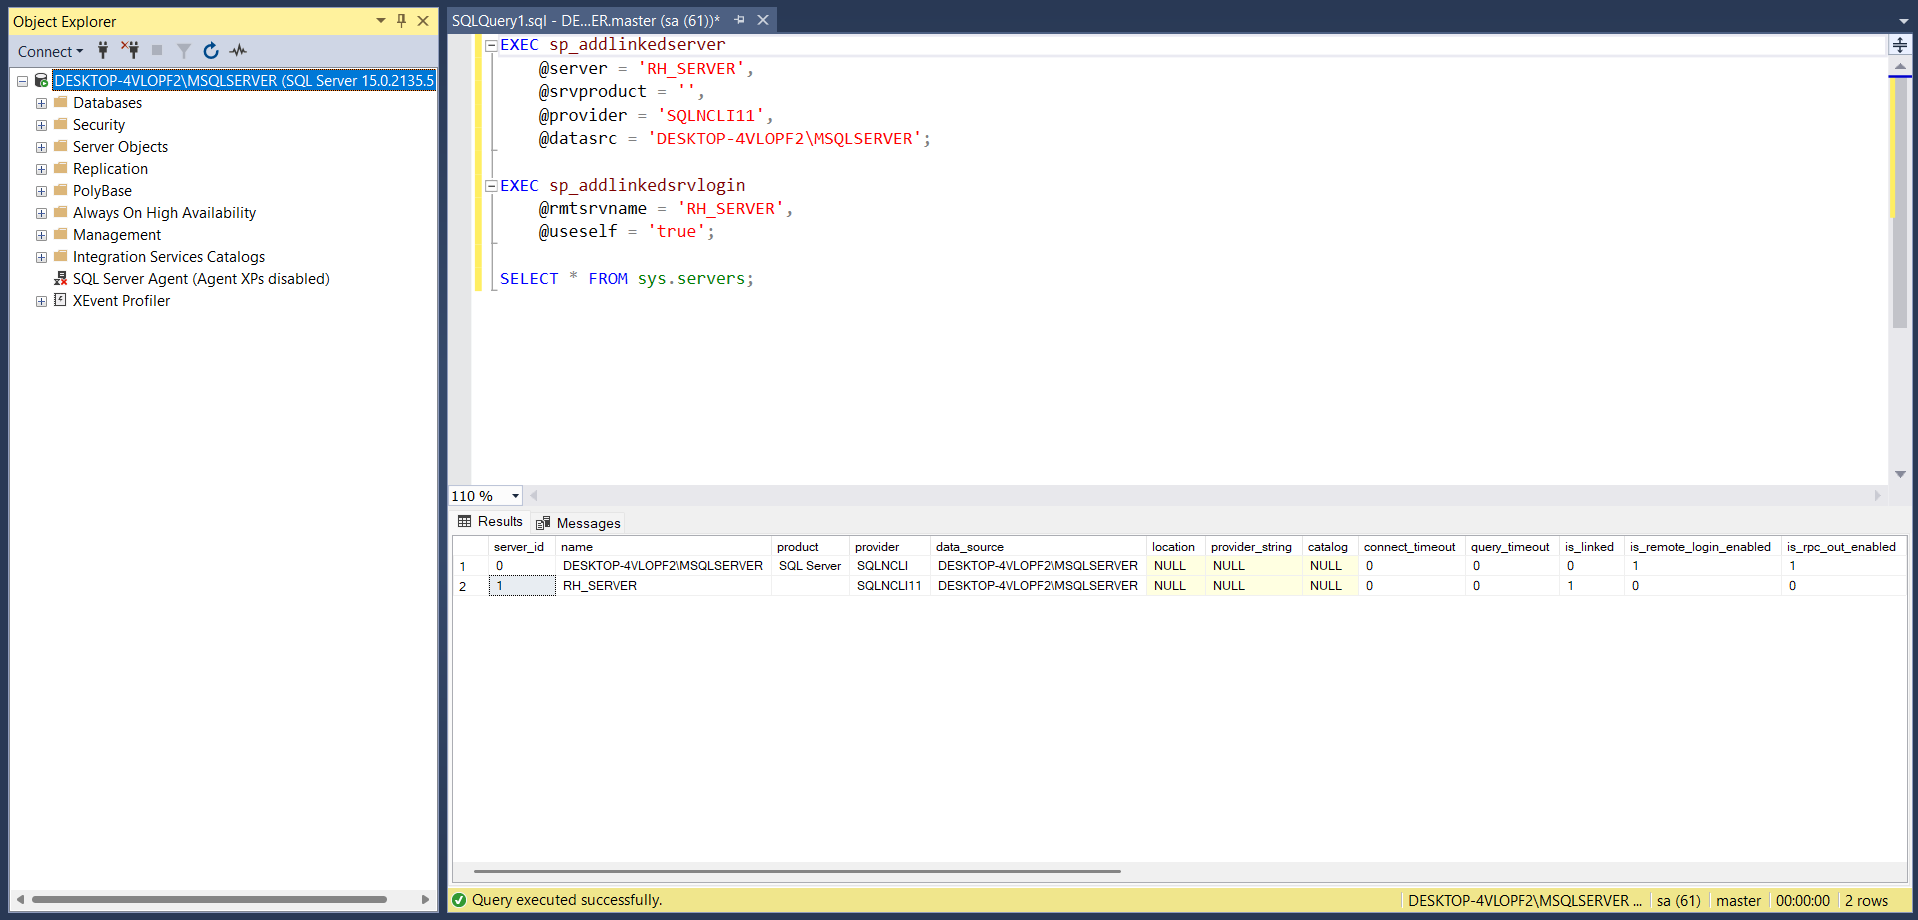 Object Explorer
Connect
DESKTOP-4VLOPF2\MSQLSERVER (SQL Server 15.0.2135.5
Databases
Security
Server Objects
Replication
PolyBase
Always On High Availability
Management
Integration Services Catalogs
SQL Server Agent (Agent XPs disabled)
XEvent Profiler
SQLQuery1.sql - DE...ER.master (sa (61))*
EXEC sp_addlinkedserver
@server = 'RH_SERVER',
@srvproduct = '',
@provider = 'SQLNCLI11',
@datasrc = 'DESKTOP-4VLOPF2\MSQLSERVER';
EXEC sp_addlinkedsrvlogin
@rmtsrvname = 'RH_SERVER',
@useself = 'true';
SELECT * FROM sys.servers;
110 %
Results Messages
server_id name product provider data_source location provider_string catalog connect_timeout query_timeout is_linked is_remote_login_enabled is_rpc_out_enabled
1 0 DESKTOP-4VLOPF2\MSQLSERVER SQL Server SQLNCLI DESKTOP-4VLOPF2\MSQLSERVER NULL NULL NULL 0 0 0 1 1
2 1 RH_SERVER SQLNCLI11 DESKTOP-4VLOPF2\MSQLSERVER NULL NULL NULL 0 0 1 0 0
Query executed successfully. DESKTOP-4VLOPF2\MSQLSERVER ... sa (61) master 00:00:00 2 rows